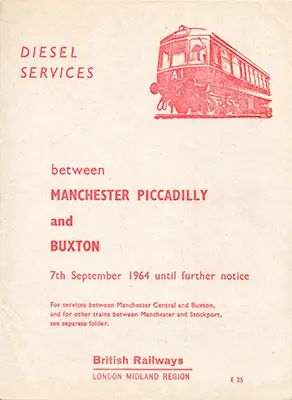 DIESEL
SERVICES
A1
between
MANCHESTER PICCADILLY
and
BUXTON
7th September 1964 until further notice
For services between Manchester Central and Buxton,
and for other trains between Manchester and Stockport,
see separate folder.
British Railways
LONDON MIDLAND REGION
E 25